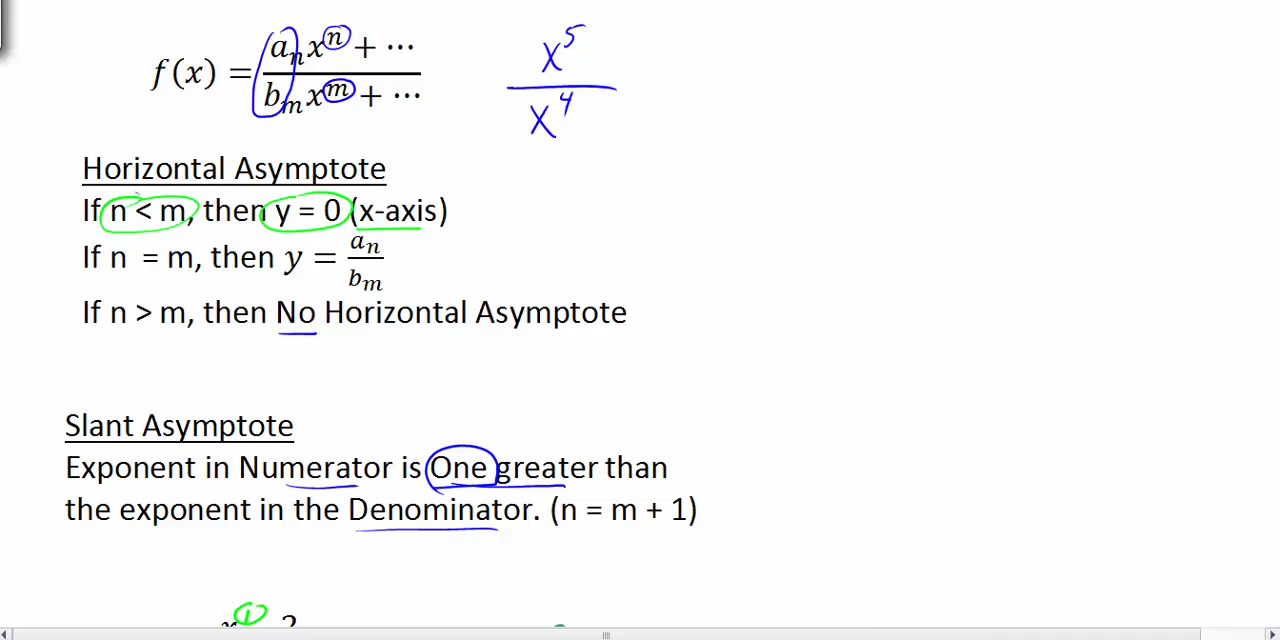 f(x) = (aₙxⁿ + ⋯)/(bₘxᵐ + ⋯)    x⁵/x⁴
Horizontal Asymptote
If n < m, then y = 0 (x-axis)
If n = m, then y = aₙ/bₘ
If n > m, then No Horizontal Asymptote
Slant Asymptote
Exponent in Numerator is One greater than
the exponent in the Denominator. (n = m + 1)